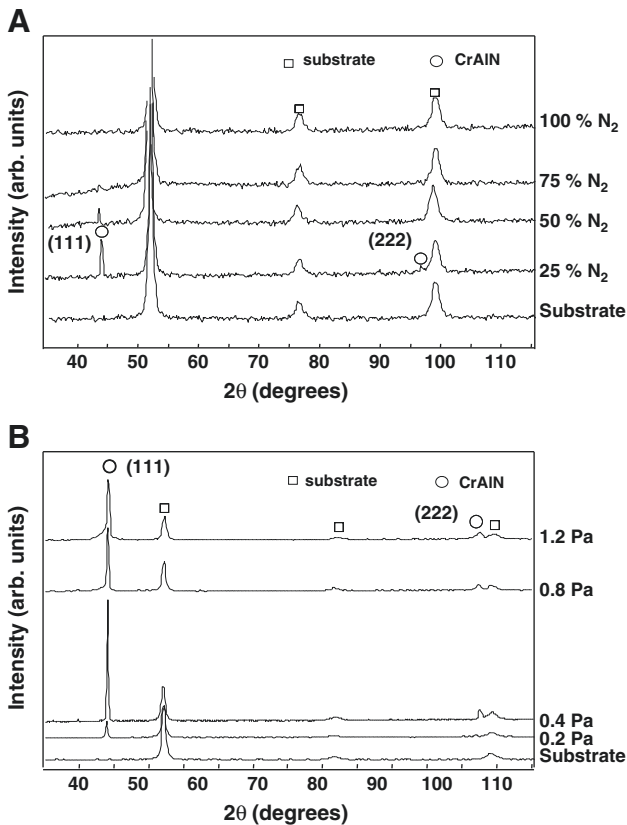 A
□ substrate ○ CrAlN
100 % N₂
75 % N₂
50 % N₂
(111)
(222)
25 % N₂
Substrate
Intensity (arb. units)
40 50 60 70 80 90 100 110
2θ (degrees)
B
(111)
□ substrate ○ CrAlN
(222)
1.2 Pa
0.8 Pa
0.4 Pa
0.2 Pa
Substrate
Intensity (arb. units)
40 50 60 70 80 90 100 110
2θ (degrees)